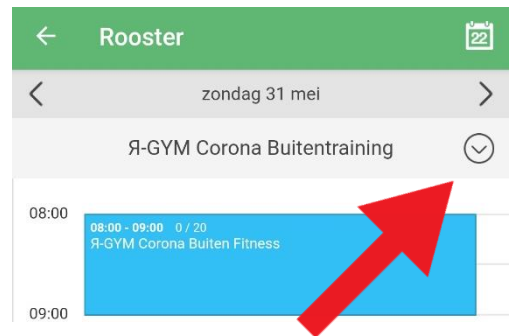 Rooster
22
zondag 31 mei
Я-GYM Corona Buitentraining
08:00
08:00 - 09:00 0 / 20
Я-GYM Corona Buiten Fitness
09:00